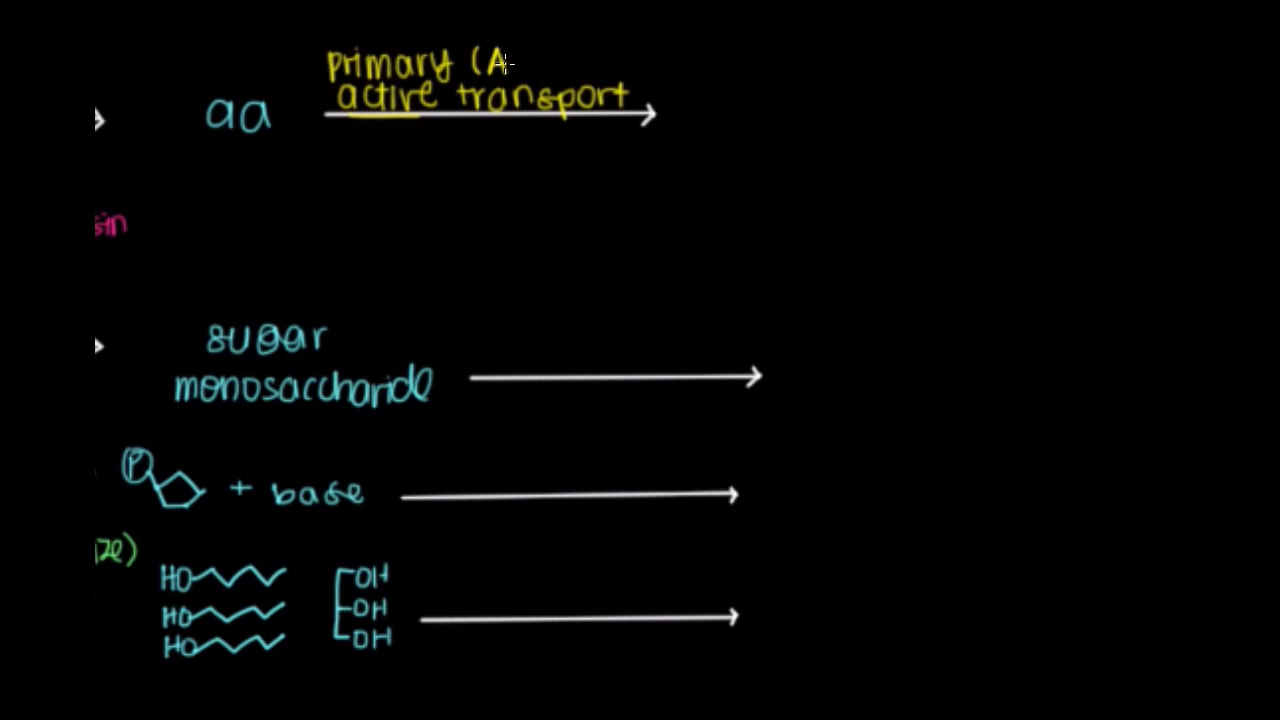 primary (A
active transport
aa
sin
sugar
monosaccharide
P
+ base
ze)
HO OH
HO OH
HO OH